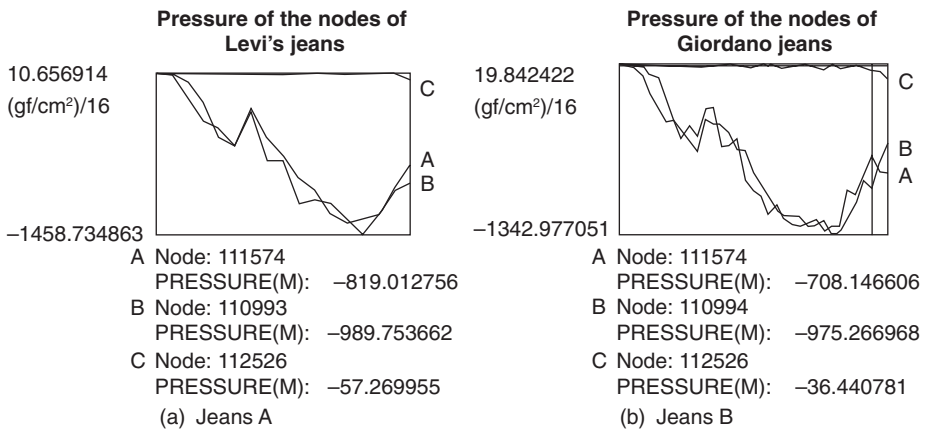 Pressure of the nodes of
Levi’s jeans
10.656914
(gf/cm²)/16
C
A
B
–1458.734863
A Node: 111574
PRESSURE(M): –819.012756
B Node: 110993
PRESSURE(M): –989.753662
C Node: 112526
PRESSURE(M): –57.269955
(a) Jeans A
Pressure of the nodes of
Giordano jeans
19.842422
(gf/cm²)/16
C
B
A
–1342.977051
A Node: 111574
PRESSURE(M): –708.146606
B Node: 110994
PRESSURE(M): –975.266968
C Node: 112526
PRESSURE(M): –36.440781
(b) Jeans B